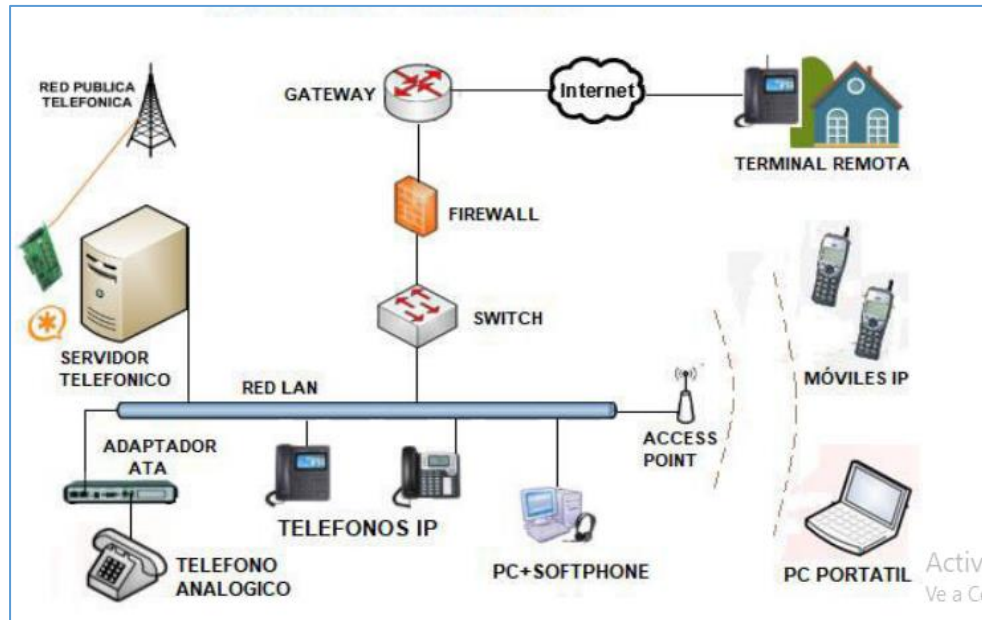 RED PUBLICA
TELEFONICA
GATEWAY
Internet
TERMINAL REMOTA
FIREWALL
SWITCH
SERVIDOR
TELEFONICO
RED LAN
MÓVILES IP
ADAPTADOR
ATA
ACCESS
POINT
TELEFONOS IP
TELEFONO
ANALOGICO
PC+SOFTPHONE
PC PORTATIL
Activ
Ve a C